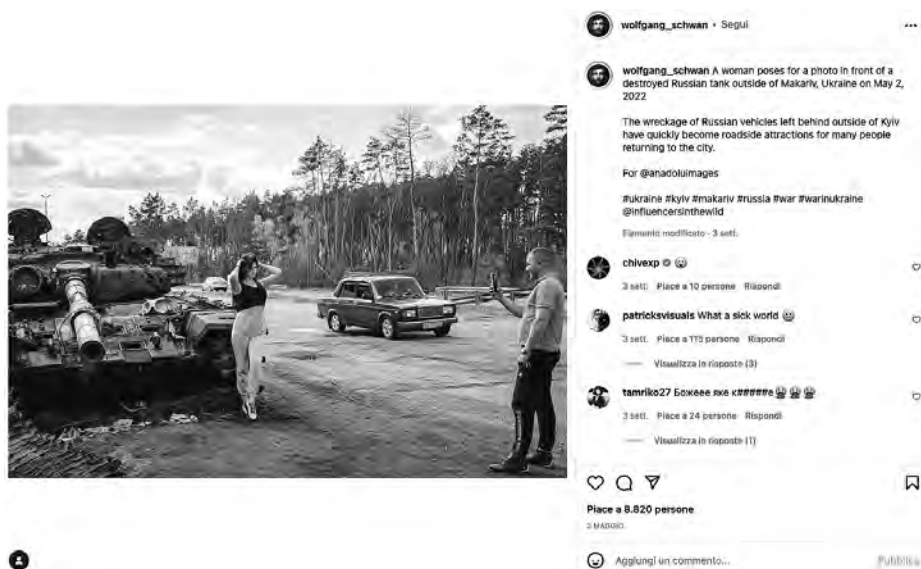 wolfgang_schwan • Segui
wolfgang_schwan A woman poses for a photo in front of a
destroyed Russian tank outside of Makariv, Ukraine on May 2,
2022
The wreckage of Russian vehicles left behind outside of Kyiv
have quickly become roadside attractions for many people
returning to the city.
For @anadoluimages
#ukraine #kyiv #makariv #russia #war #warinukraine
@influencersinthewild
Elemento modificato · 3 sett.
chivexp
3 sett. Piace a 10 persone Rispondi
patricksvisuals What a sick world
3 sett. Piace a 115 persone Rispondi
Visualizza in risposte (3)
tamriko27 Божеее яке к#####е
3 sett. Piace a 24 persone Rispondi
Visualizza in risposte (1)
Piace a 8.820 persone
2 MAGGIO
Aggiungi un commento... Pubblica